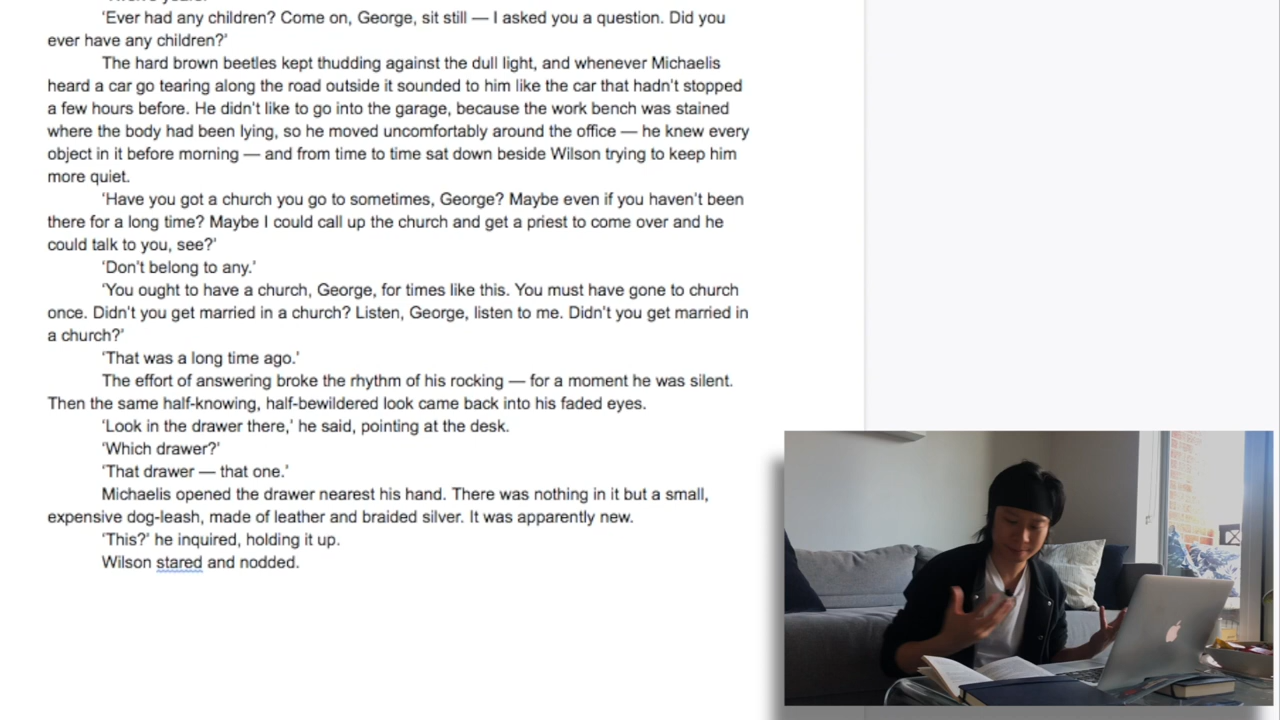 'Ever had any children? Come on, George, sit still — I asked you a question. Did you
ever have any children?'
The hard brown beetles kept thudding against the dull light, and whenever Michaelis
heard a car go tearing along the road outside it sounded to him like the car that hadn't stopped
a few hours before. He didn't like to go into the garage, because the work bench was stained
where the body had been lying, so he moved uncomfortably around the office — he knew every
object in it before morning — and from time to time sat down beside Wilson trying to keep him
more quiet.
'Have you got a church you go to sometimes, George? Maybe even if you haven't been
there for a long time? Maybe I could call up the church and get a priest to come over and he
could talk to you, see?'
'Don't belong to any.'
'You ought to have a church, George, for times like this. You must have gone to church
once. Didn't you get married in a church? Listen, George, listen to me. Didn't you get married in
a church?'
'That was a long time ago.'
The effort of answering broke the rhythm of his rocking — for a moment he was silent.
Then the same half-knowing, half-bewildered look came back into his faded eyes.
'Look in the drawer there,' he said, pointing at the desk.
'Which drawer?'
'That drawer — that one.'
Michaelis opened the drawer nearest his hand. There was nothing in it but a small,
expensive dog-leash, made of leather and braided silver. It was apparently new.
'This?' he inquired, holding it up.
Wilson stared and nodded.